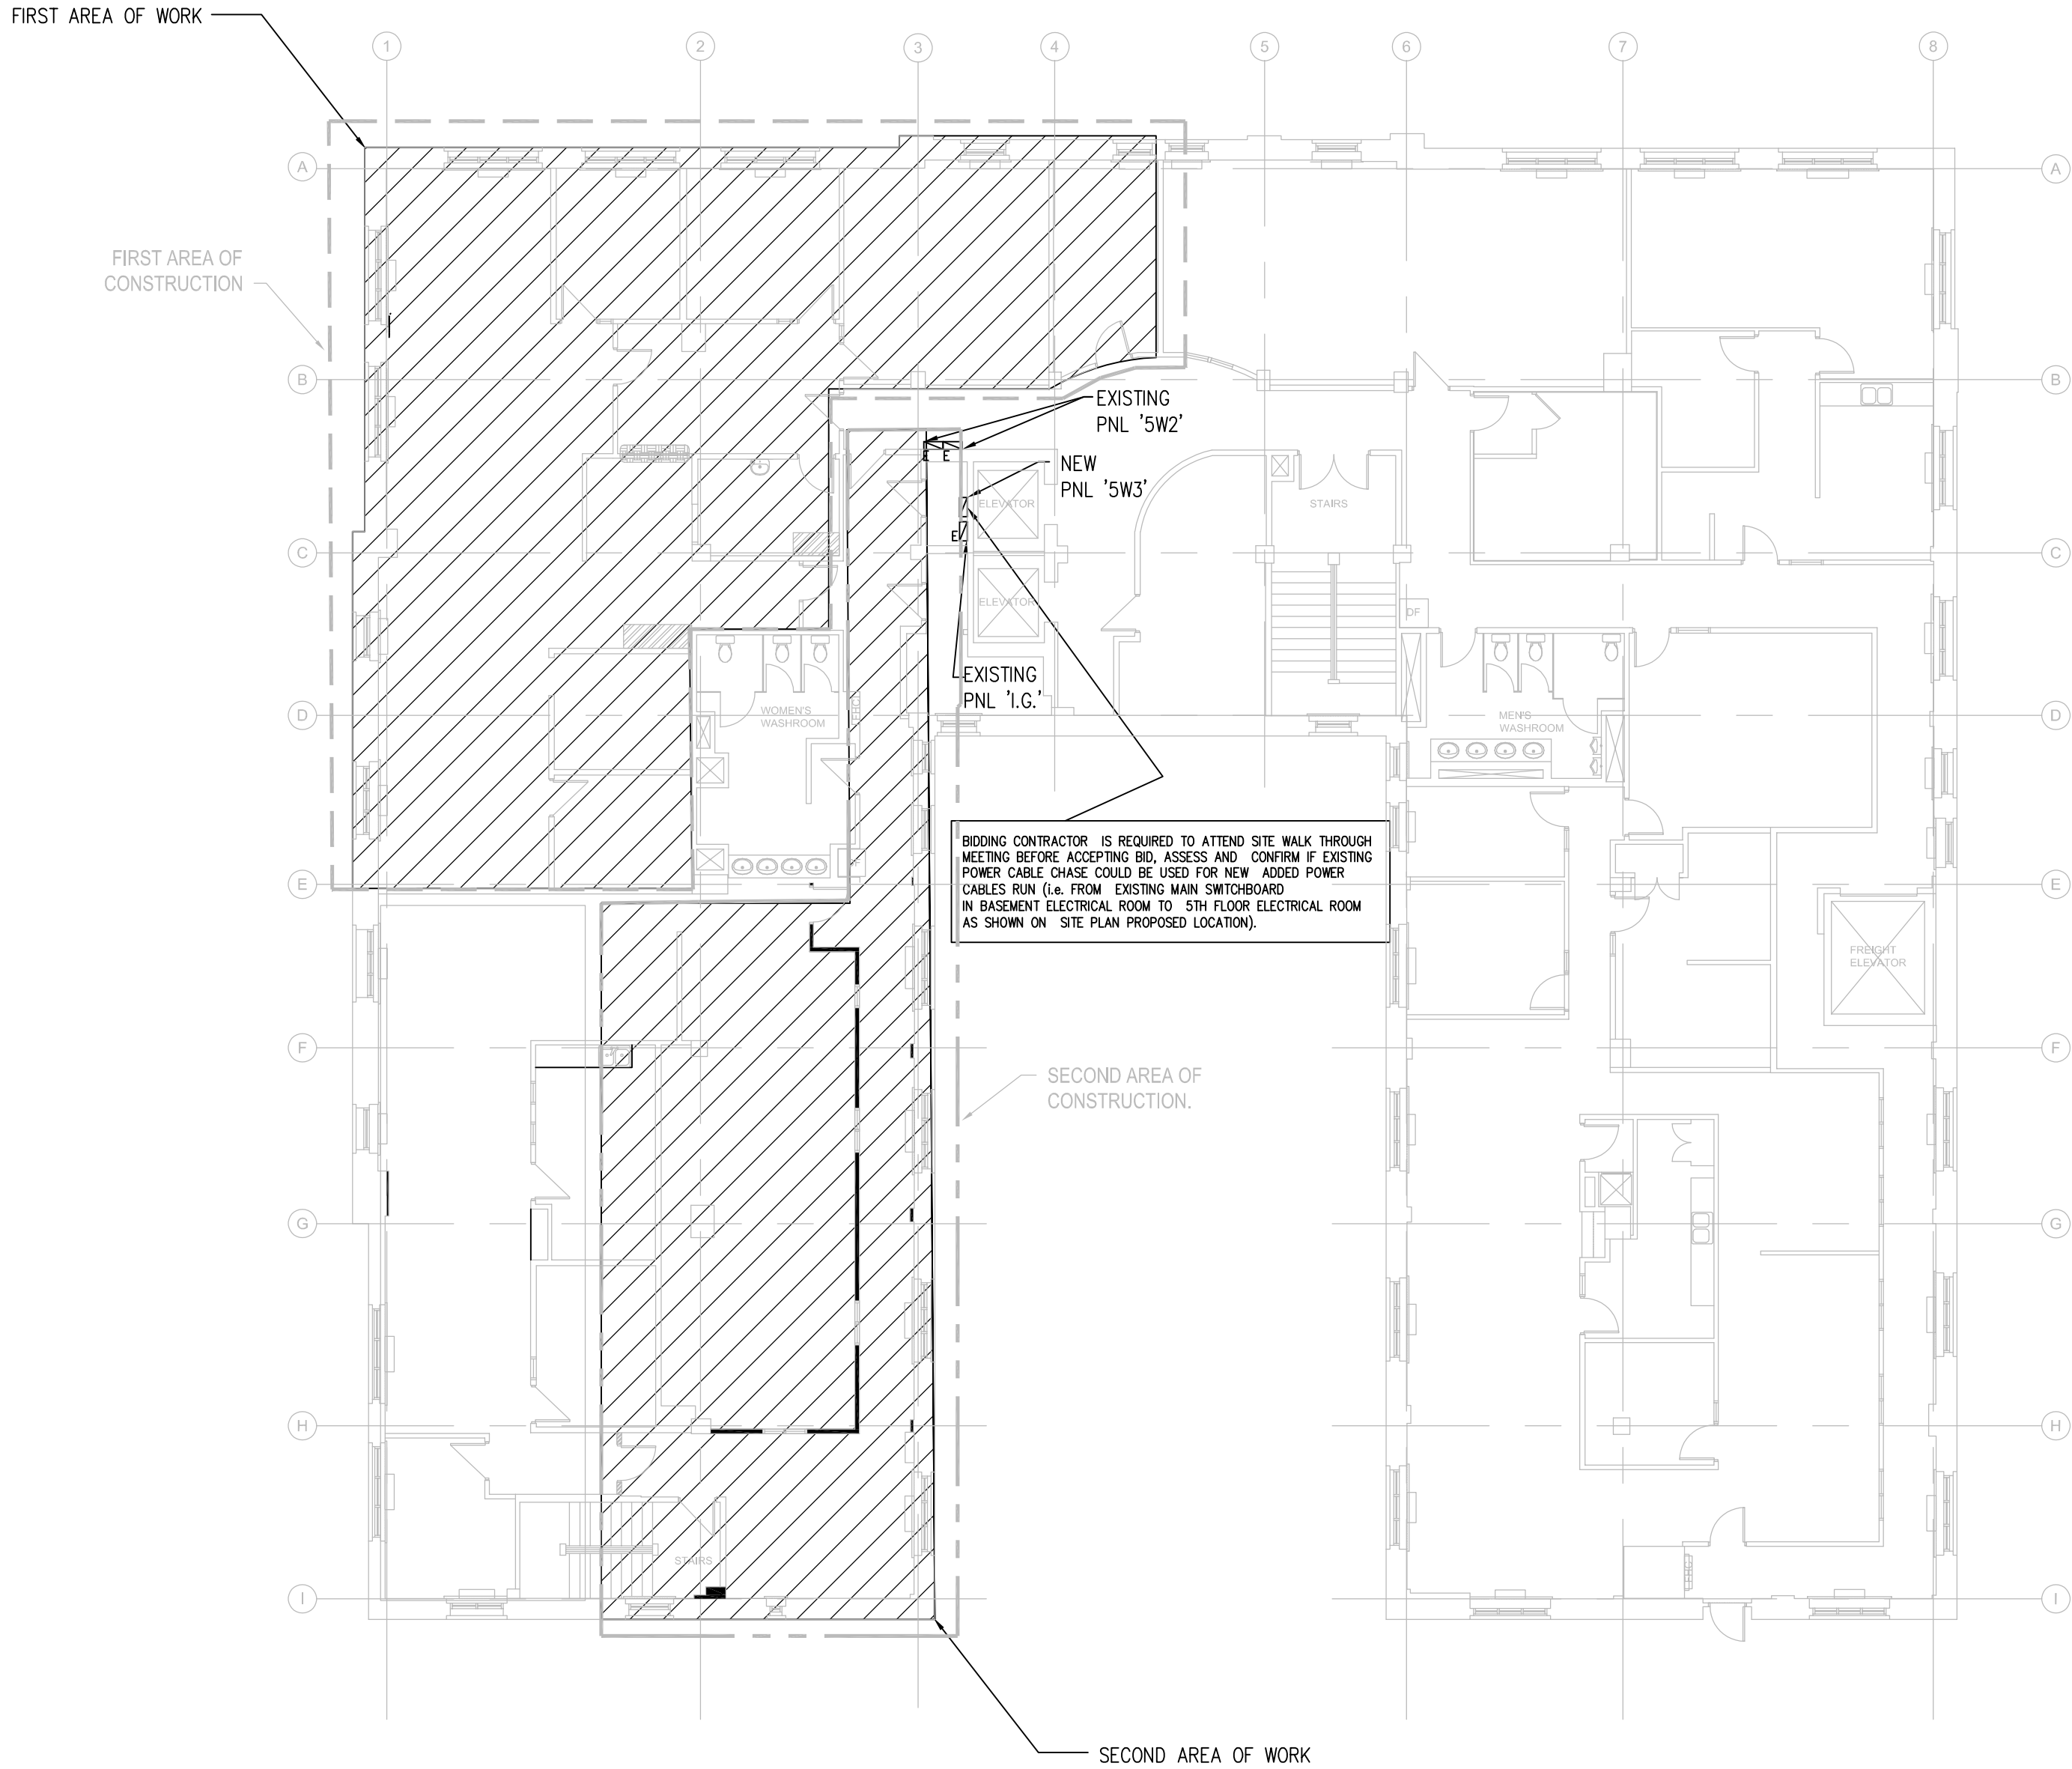 FIRST AREA OF WORK
1
2
3
4
5
6
7
8
A
A
FIRST AREA OF
CONSTRUCTION
B
B
EXISTING
PNL '5W2'
E
E
NEW
PNL '5W3'
ELEVATOR
STAIRS
E
C
C
ELEVATOR
DF
EXISTING
PNL 'I.G.'
WOMEN'S
WASHROOM
FHC
D
D
MEN'S
WASHROOM
BIDDING CONTRACTOR IS REQUIRED TO ATTEND SITE WALK THROUGH
MEETING BEFORE ACCEPTING BID, ASSESS AND CONFIRM IF EXISTING
POWER CABLE CHASE COULD BE USED FOR NEW ADDED POWER
CABLES RUN (i.e. FROM EXISTING MAIN SWITCHBOARD
IN BASEMENT ELECTRICAL ROOM TO 5TH FLOOR ELECTRICAL ROOM
AS SHOWN ON SITE PLAN PROPOSED LOCATION).
E
E
FREIGHT
ELEVATOR
F
F
SECOND AREA OF
CONSTRUCTION.
G
G
H
H
STAIRS
I
I
SECOND AREA OF WORK